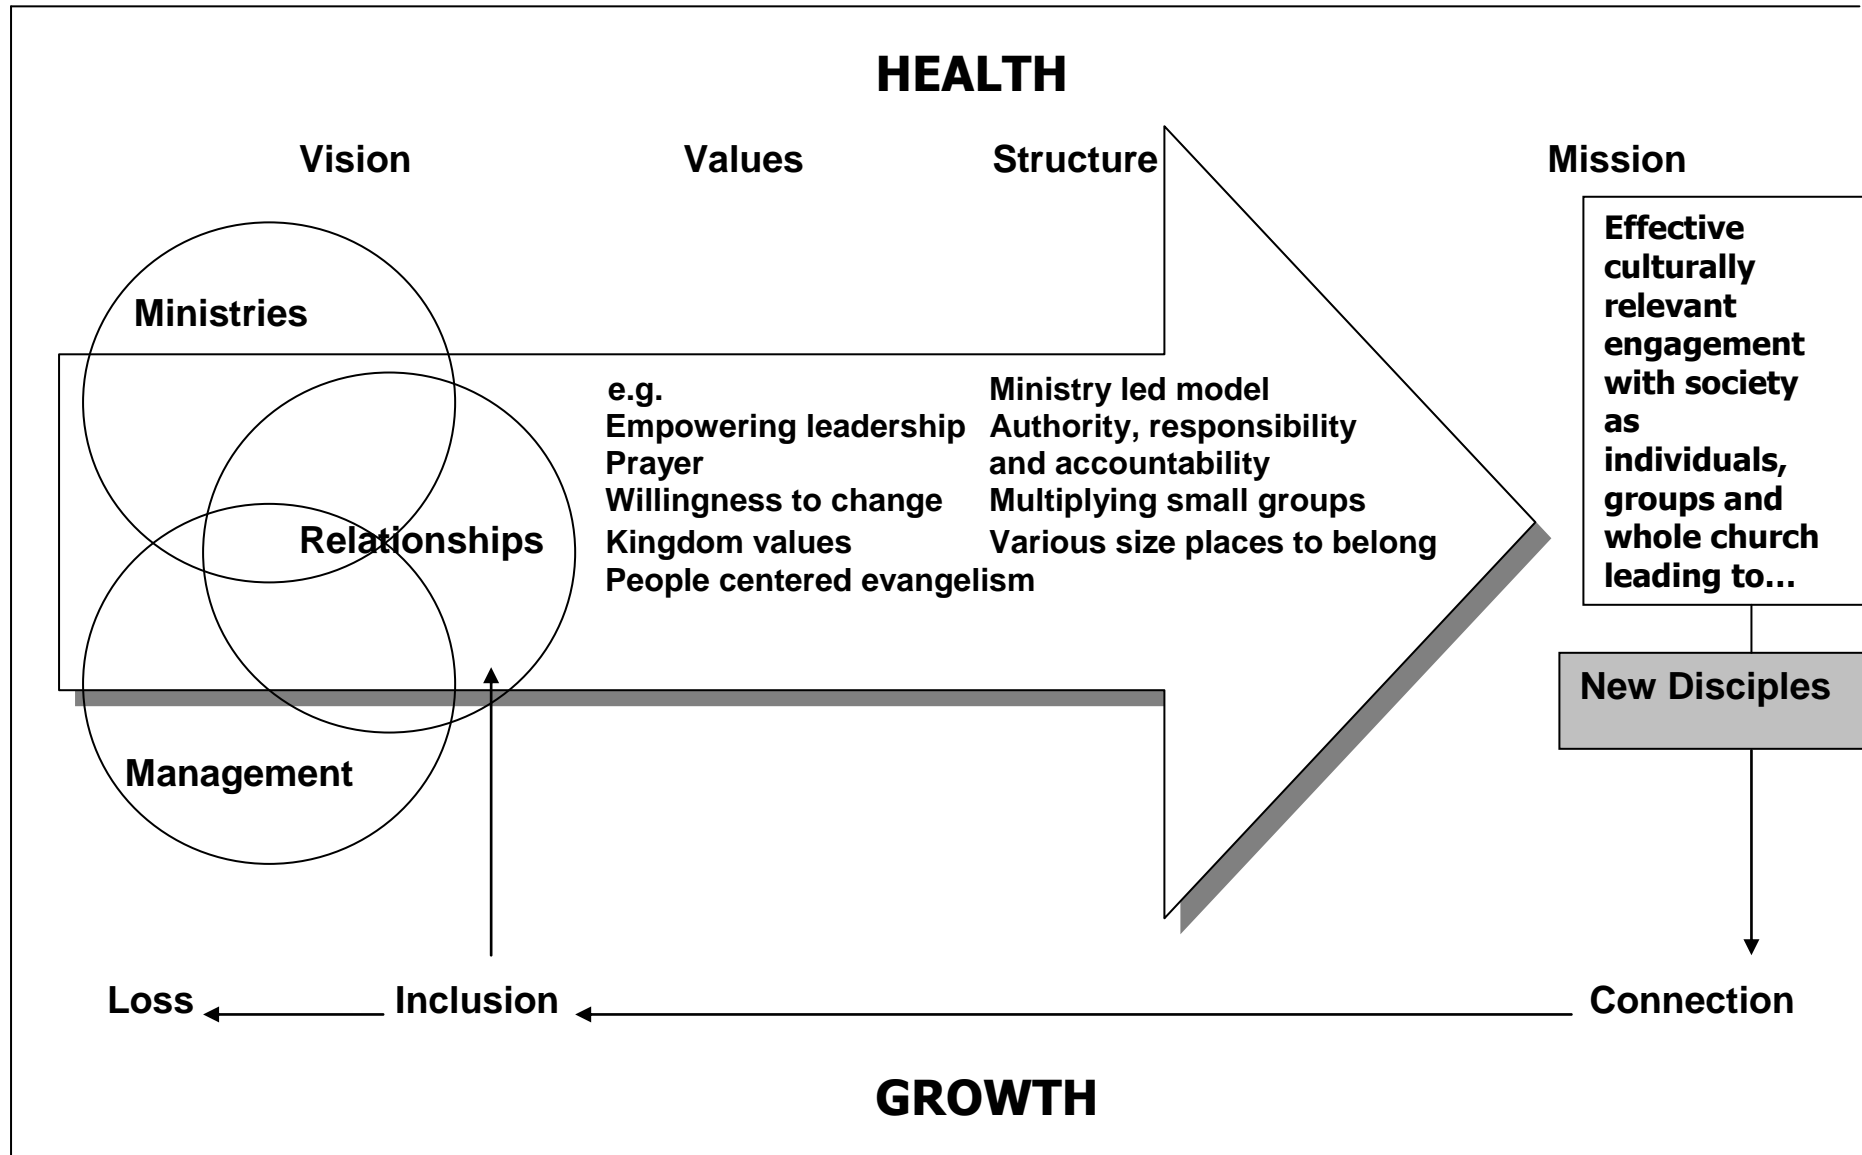 HEALTH
Vision
Values
Structure
Mission
Ministries
Relationships
Management
e.g.
Empowering leadership
Prayer
Willingness to change
Kingdom values
People centered evangelism
Ministry led model
Authority, responsibility
and accountability
Multiplying small groups
Various size places to belong
Effective
culturally
relevant
engagement
with society
as
individuals,
groups and
whole church
leading to…
New Disciples
Loss
Inclusion
Connection
GROWTH